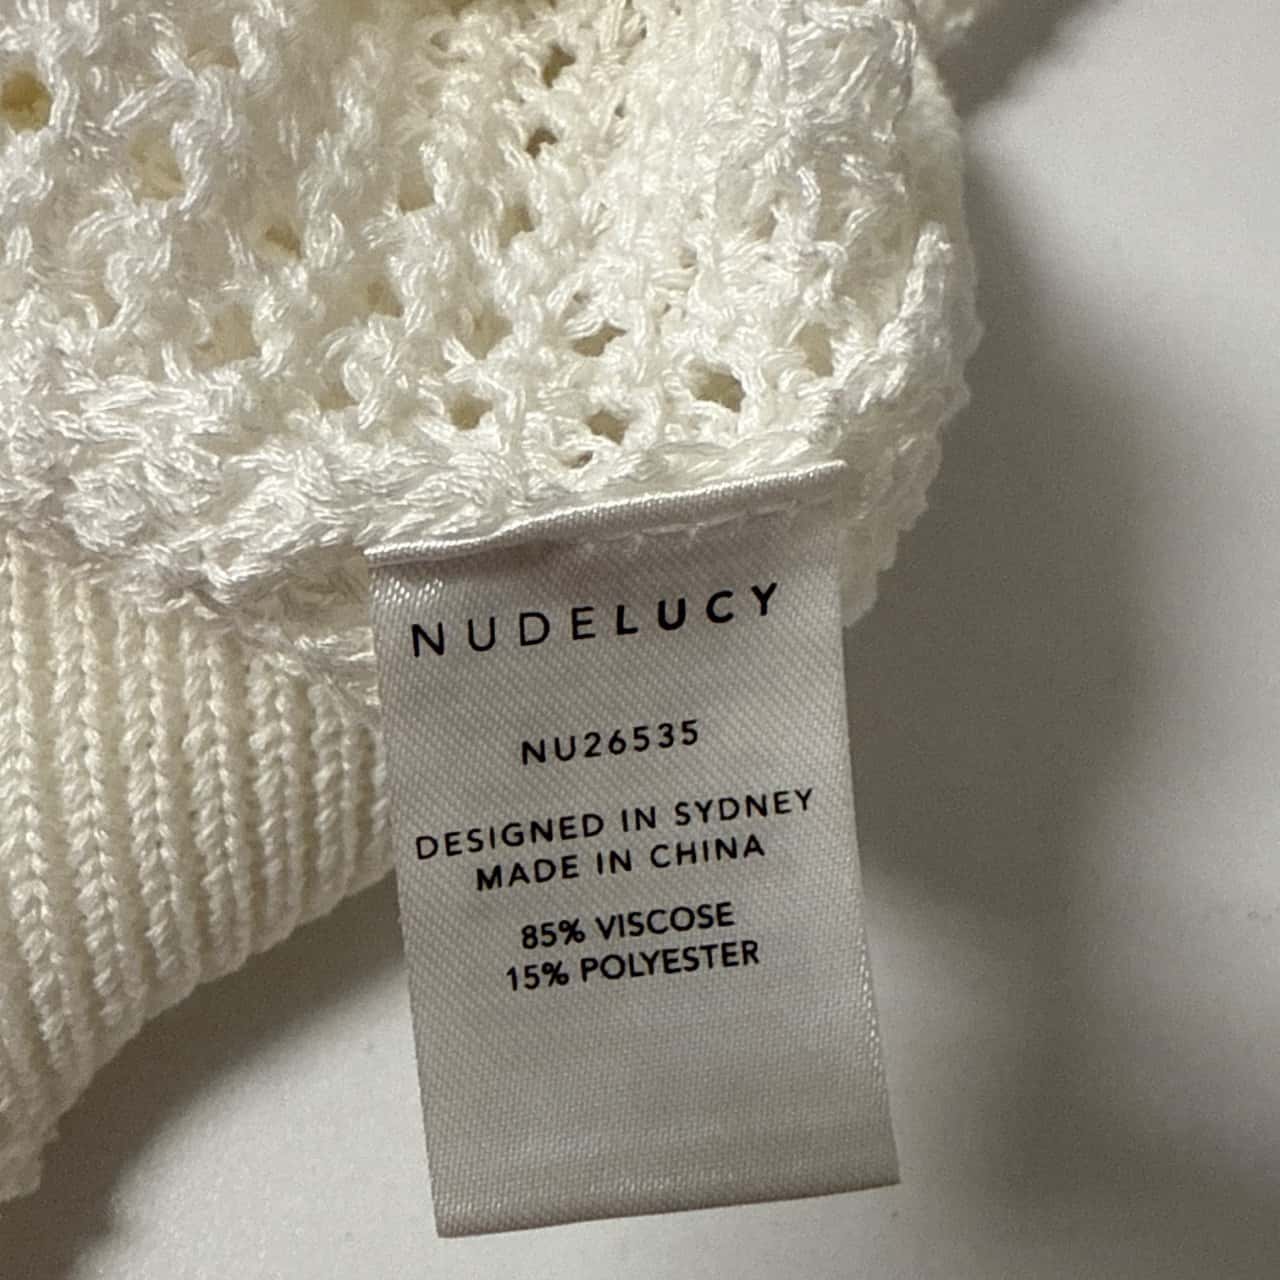 NUDELUCY
NU26535
DESIGNED IN SYDNEY
MADE IN CHINA
85% VISCOSE
15% POLYESTER